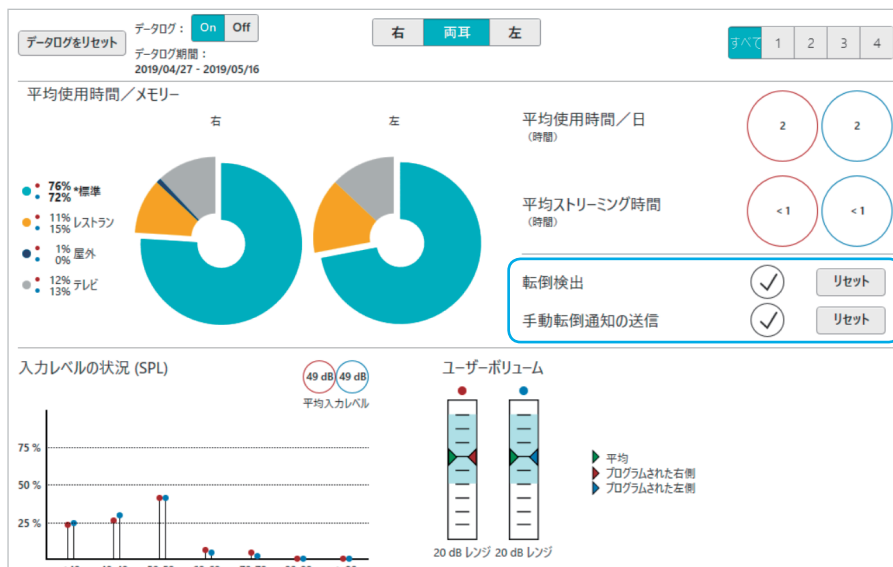 データログをリセット
データログ： On Off
データログ期間：
2019/04/27 - 2019/05/16
右 両耳 左
すべて 1 2 3 4
平均使用時間／メモリー
右 左
76% *標準
72%
11% レストラン
15%
1% 屋外
0%
12% テレビ
13%
平均使用時間／日
（時間）
2 2
平均ストリーミング時間
（時間）
< 1 < 1
転倒検出 リセット
手動転倒通知の送信 リセット
入力レベルの状況 (SPL)
49 dB 49 dB
平均入力レベル
75 %
50 %
25 %
ユーザーボリューム
20 dB レンジ 20 dB レンジ
平均
プログラムされた右側
プログラムされた左側